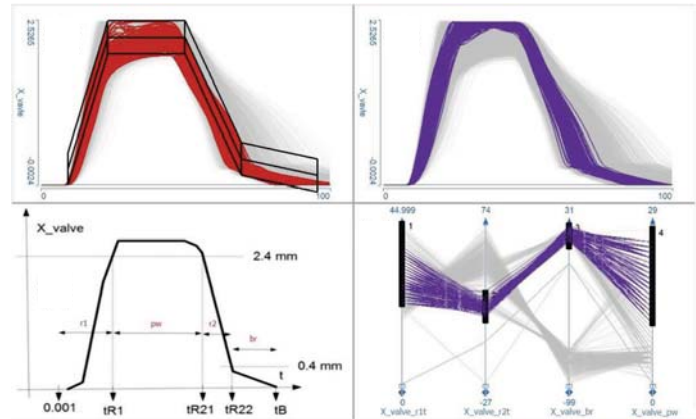 2.5265
X_vavle
-0.0024
0
100
2.5265
X_vavle
-0.0024
0
100
X_valve
2.4 mm
r1
pw
r2
br
0.4 mm
t
0.001
tR1
tR21
tR22
tB
44.999
74
31
29
1
4
0
-27
-99
0
X_valve_r1t
X_valve_r2t
X_valve_br
X_valve_pw